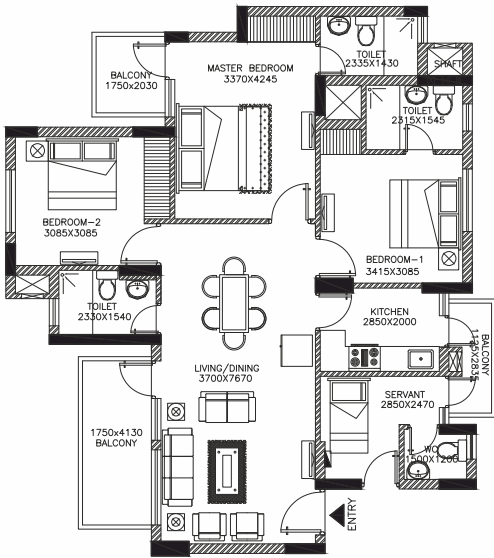 TOILET
2335X1430
MASTER BEDROOM
3370X4245
SHAFT
BALCONY
1750X2030
TOILET
2315X1545
BEDROOM-2
3085X3085
BEDROOM-1
3415X3085
TOILET
2330X1540
KITCHEN
2850X2000
BALCONY
1125X2835
LIVING/DINING
3700X7670
SERVANT
2850X2470
1750x4130
BALCONY
WC
1500X1200
ENTRY